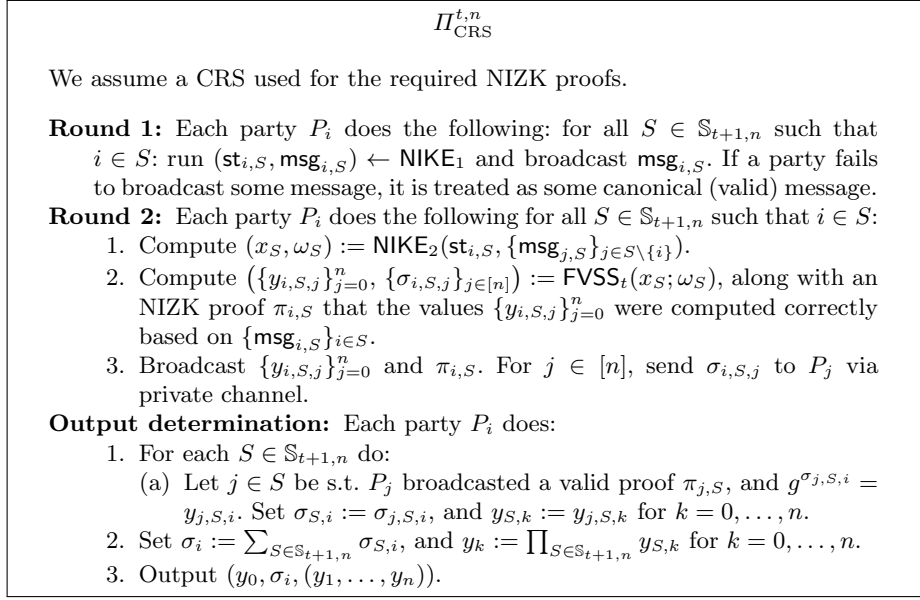 Π^{t,n}_{CRS}
We assume a CRS used for the required NIZK proofs.
Round 1: Each party P_i does the following: for all S ∈ 𝕊_{t+1,n} such that
i ∈ S: run (st_{i,S}, msg_{i,S}) ← NIKE_1 and broadcast msg_{i,S}. If a party fails
to broadcast some message, it is treated as some canonical (valid) message.
Round 2: Each party P_i does the following for all S ∈ 𝕊_{t+1,n} such that i ∈ S:
1. Compute (x_S, ω_S) := NIKE_2(st_{i,S}, {msg_{j,S}}_{j∈S\{i}}).
2. Compute ({y_{i,S,j}}^n_{j=0}, {σ_{i,S,j}}_{j∈[n]}) := FVSS_t(x_S; ω_S), along with an
NIZK proof π_{i,S} that the values {y_{i,S,j}}^n_{j=0} were computed correctly
based on {msg_{i,S}}_{i∈S}.
3. Broadcast {y_{i,S,j}}^n_{j=0} and π_{i,S}. For j ∈ [n], send σ_{i,S,j} to P_j via
private channel.
Output determination: Each party P_i does:
1. For each S ∈ 𝕊_{t+1,n} do:
(a) Let j ∈ S be s.t. P_j broadcasted a valid proof π_{j,S}, and g^{σ_{j,S,i}} =
y_{j,S,i}. Set σ_{S,i} := σ_{j,S,i}, and y_{S,k} := y_{j,S,k} for k = 0, . . . , n.
2. Set σ_i := ∑_{S∈𝕊_{t+1,n}} σ_{S,i}, and y_k := ∏_{S∈𝕊_{t+1,n}} y_{S,k} for k = 0, . . . , n.
3. Output (y_0, σ_i, (y_1, . . . , y_n)).